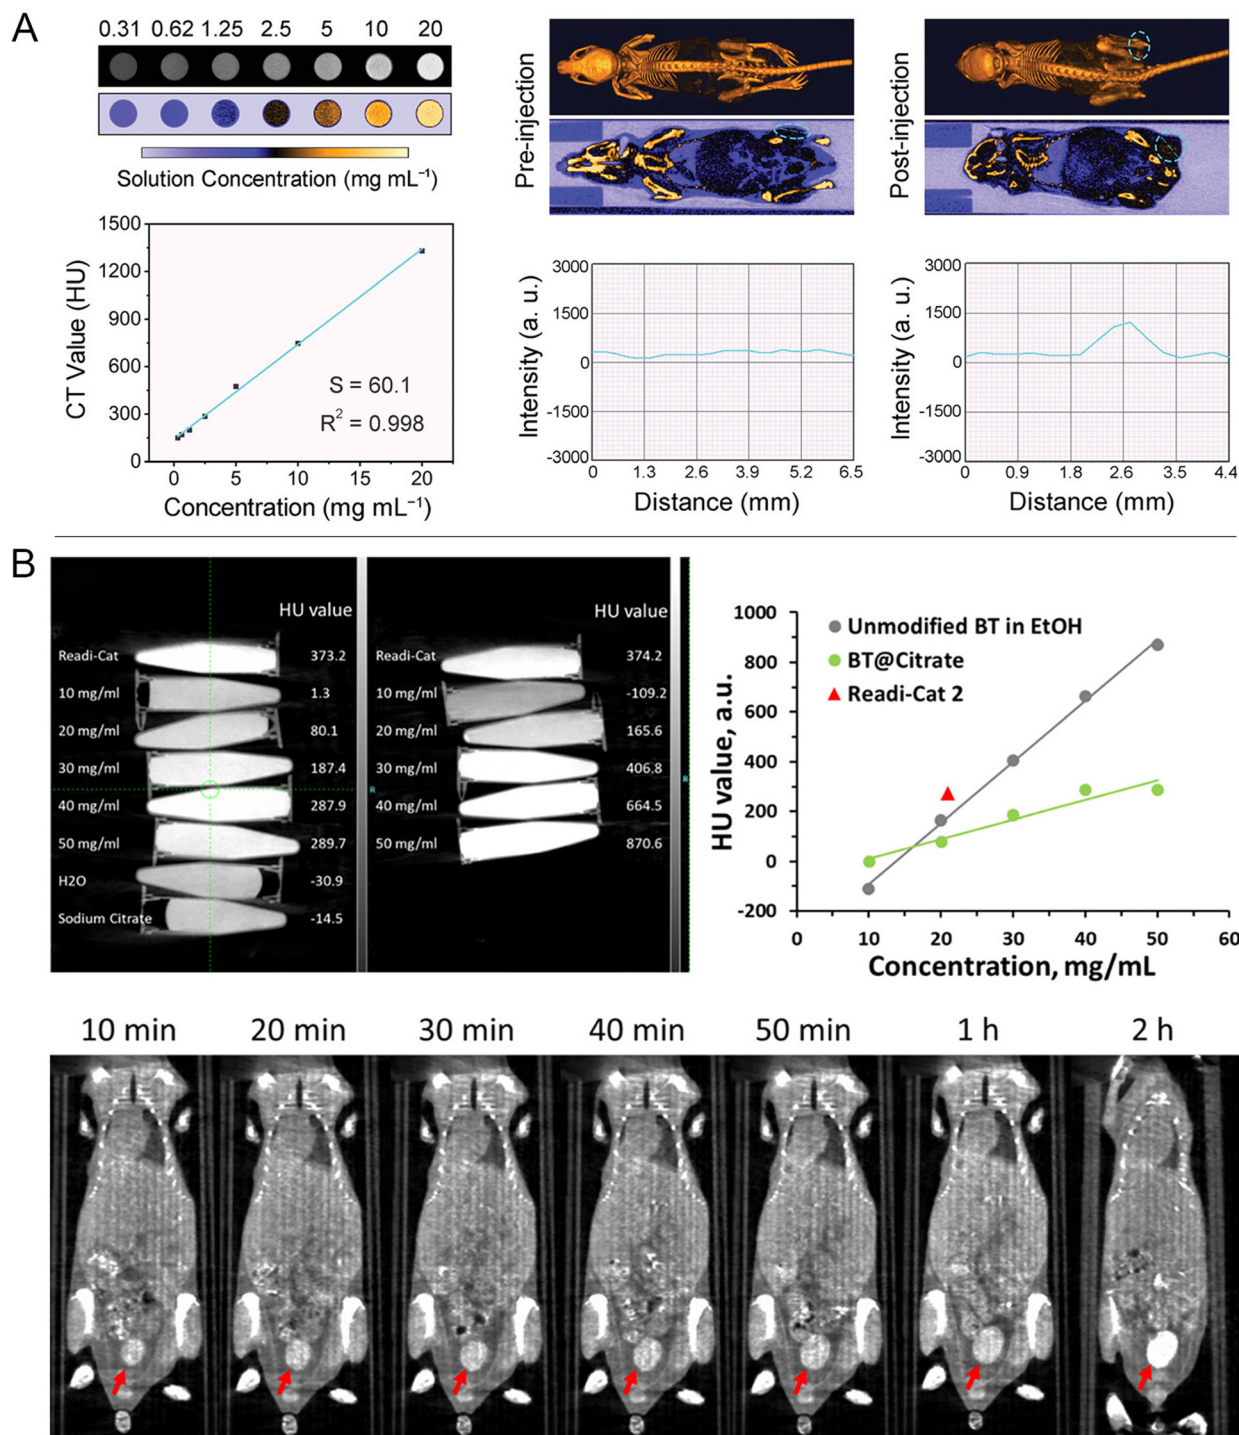 A
0.31 0.62 1.25 2.5 5 10 20
Solution Concentration (mg mL⁻¹)
1500
1200
900
600
300
0
CT Value (HU)
S = 60.1
R² = 0.998
0 5 10 15 20
Concentration (mg mL⁻¹)
Pre-injection
3000
1500
0
-1500
-3000
Intensity (a. u.)
0 1.3 2.6 3.9 5.2 6.5
Distance (mm)
Post-injection
3000
1500
0
-1500
-3000
Intensity (a. u.)
0 0.9 1.8 2.6 3.5 4.4
Distance (mm)
B
HU value
Readi-Cat 373.2
10 mg/ml 1.3
20 mg/ml 80.1
30 mg/ml 187.4
40 mg/ml 287.9
50 mg/ml 289.7
H2O -30.9
Sodium Citrate -14.5
R
HU value
Readi-Cat 374.2
10 mg/ml -109.2
20 mg/ml 165.6
30 mg/ml 406.8
40 mg/ml 664.5
50 mg/ml 870.6
R
1000
800
600
400
200
0
-200
HU value, a.u.
Unmodified BT in EtOH
BT@Citrate
Readi-Cat 2
0 10 20 30 40 50 60
Concentration, mg/mL
10 min 20 min 30 min 40 min 50 min 1 h 2 h